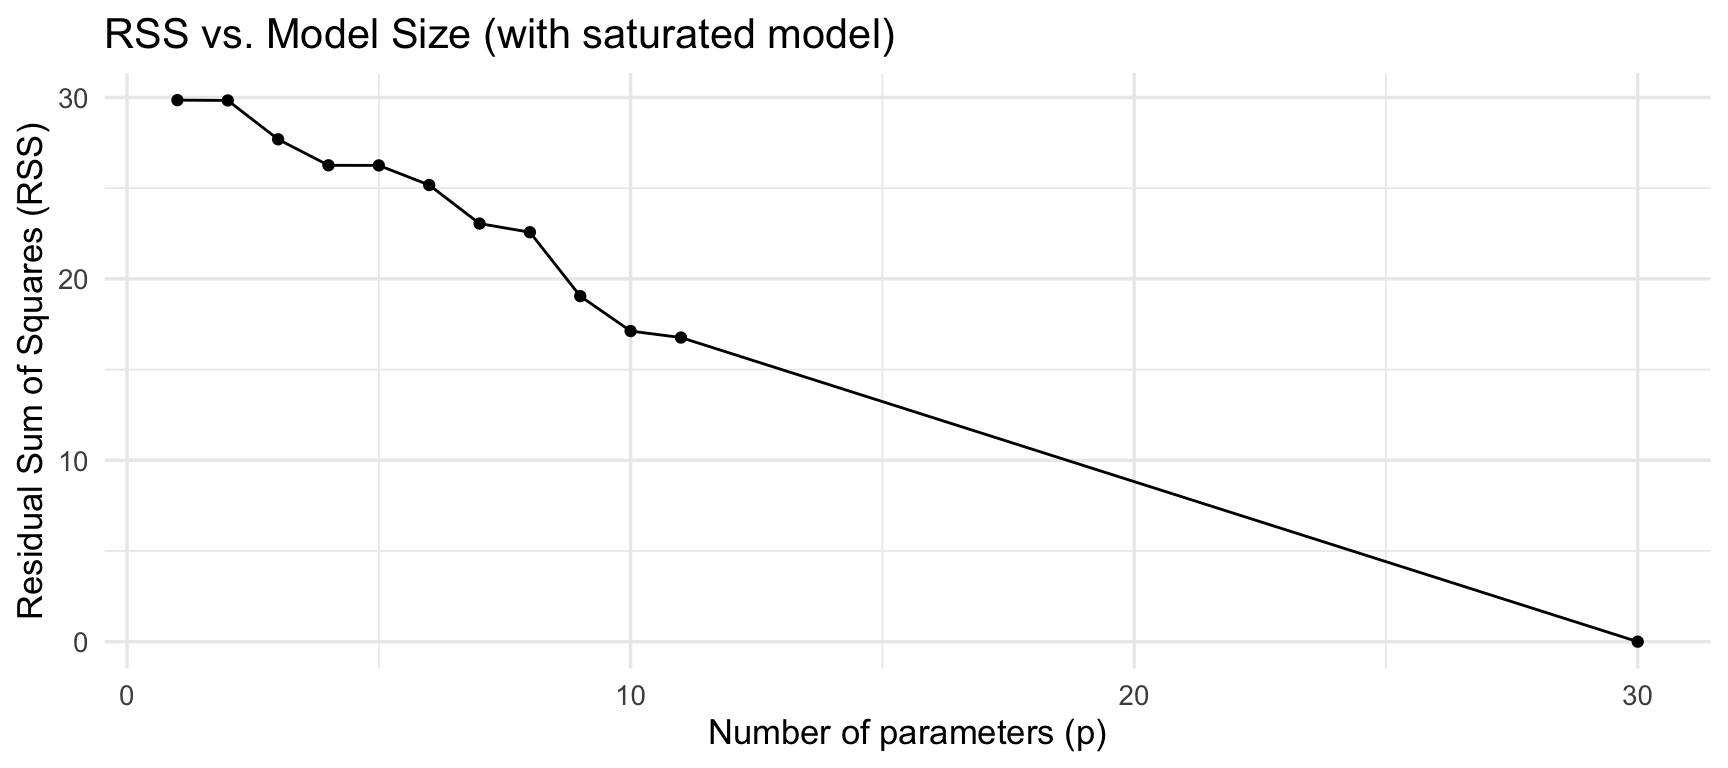 RSS vs. Model Size (with saturated model)
Residual Sum of Squares (RSS)
30
20
10
0
0 10 20 30
Number of parameters (p)